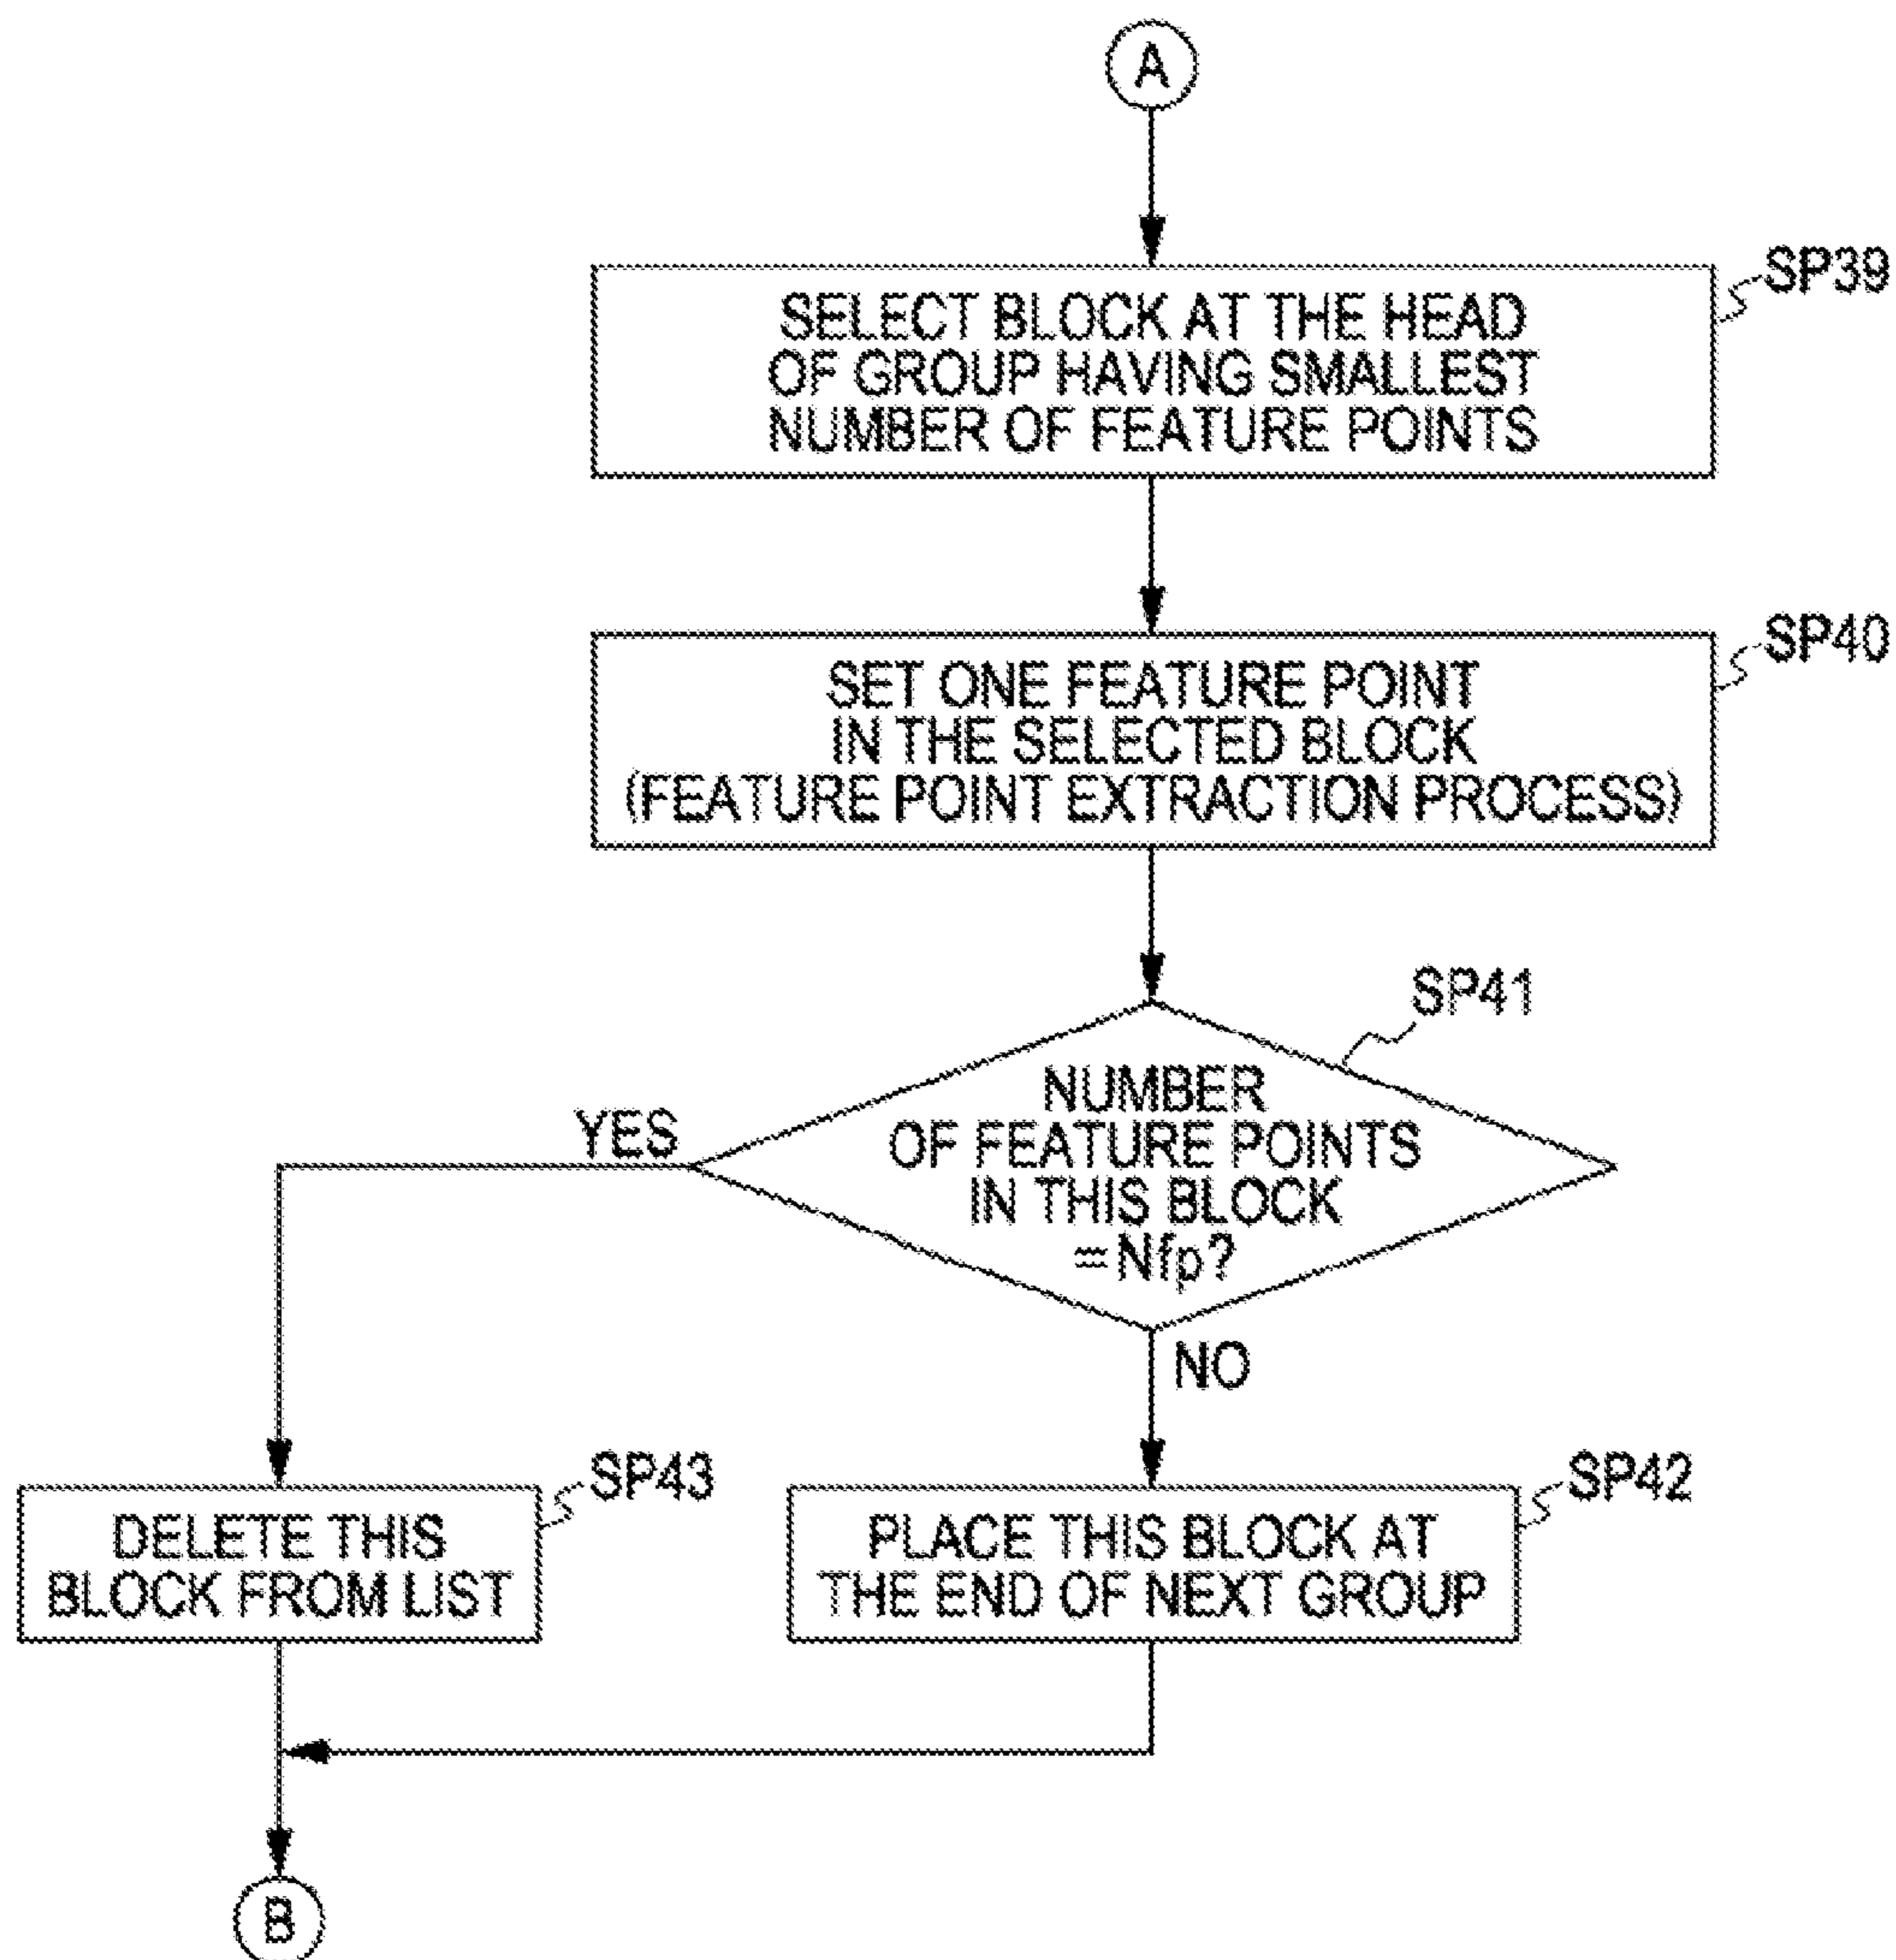 A
SP39
SELECT BLOCK AT THE HEAD
OF GROUP HAVING SMALLEST
NUMBER OF FEATURE POINTS
SP40
SET ONE FEATURE POINT
IN THE SELECTED BLOCK
(FEATURE POINT EXTRACTION PROCESS)
SP41
NUMBER
OF FEATURE POINTS
IN THIS BLOCK
=Nfp?
YES
NO
SP43
DELETE THIS
BLOCK FROM LIST
SP42
PLACE THIS BLOCK AT
THE END OF NEXT GROUP
B